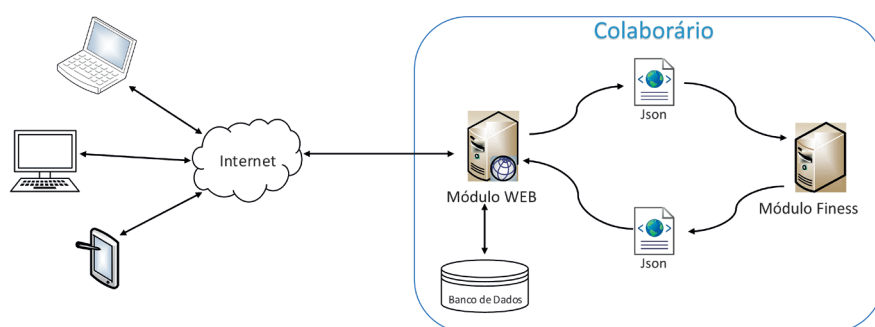 Colaborário
Internet
Json
Módulo WEB
Módulo Finess
Json
Banco de Dados